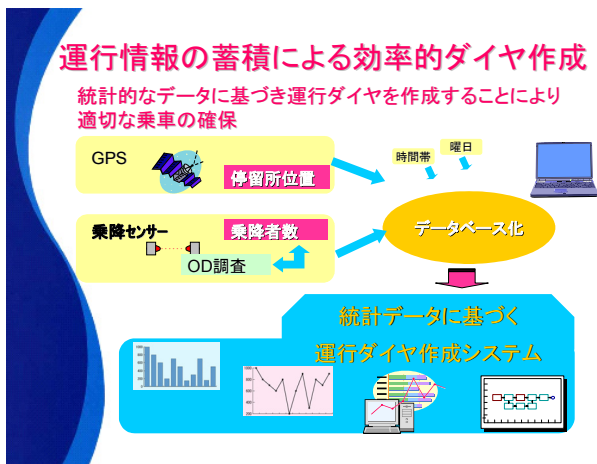 運行情報の蓄積による効率的ダイヤ作成
統計的なデータに基づき運行ダイヤを作成することにより
適切な乗車の確保
GPS
停留所位置
時間帯
曜日
乗降センサー
乗降者数
OD調査
データベース化
統計データに基づく
運行ダイヤ作成システム